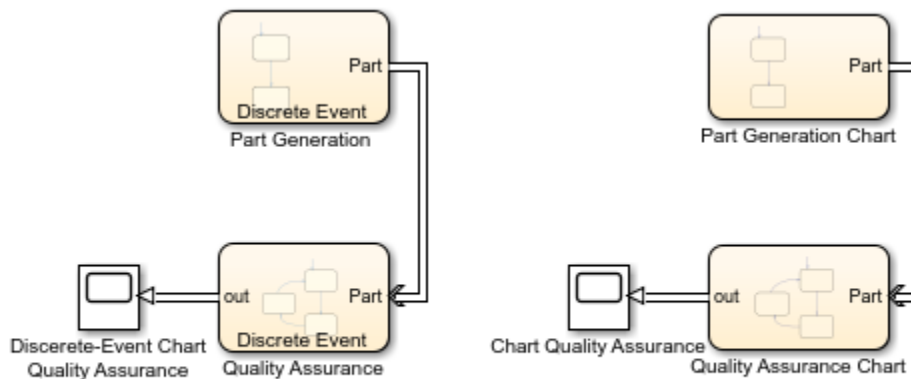 Part
Discrete Event
Part Generation
Part
Part Generation Chart
out
Part
Discrete Event
Discerete-Event Chart
Quality Assurance
Quality Assurance
out
Part
Chart Quality Assurance
Quality Assurance Chart